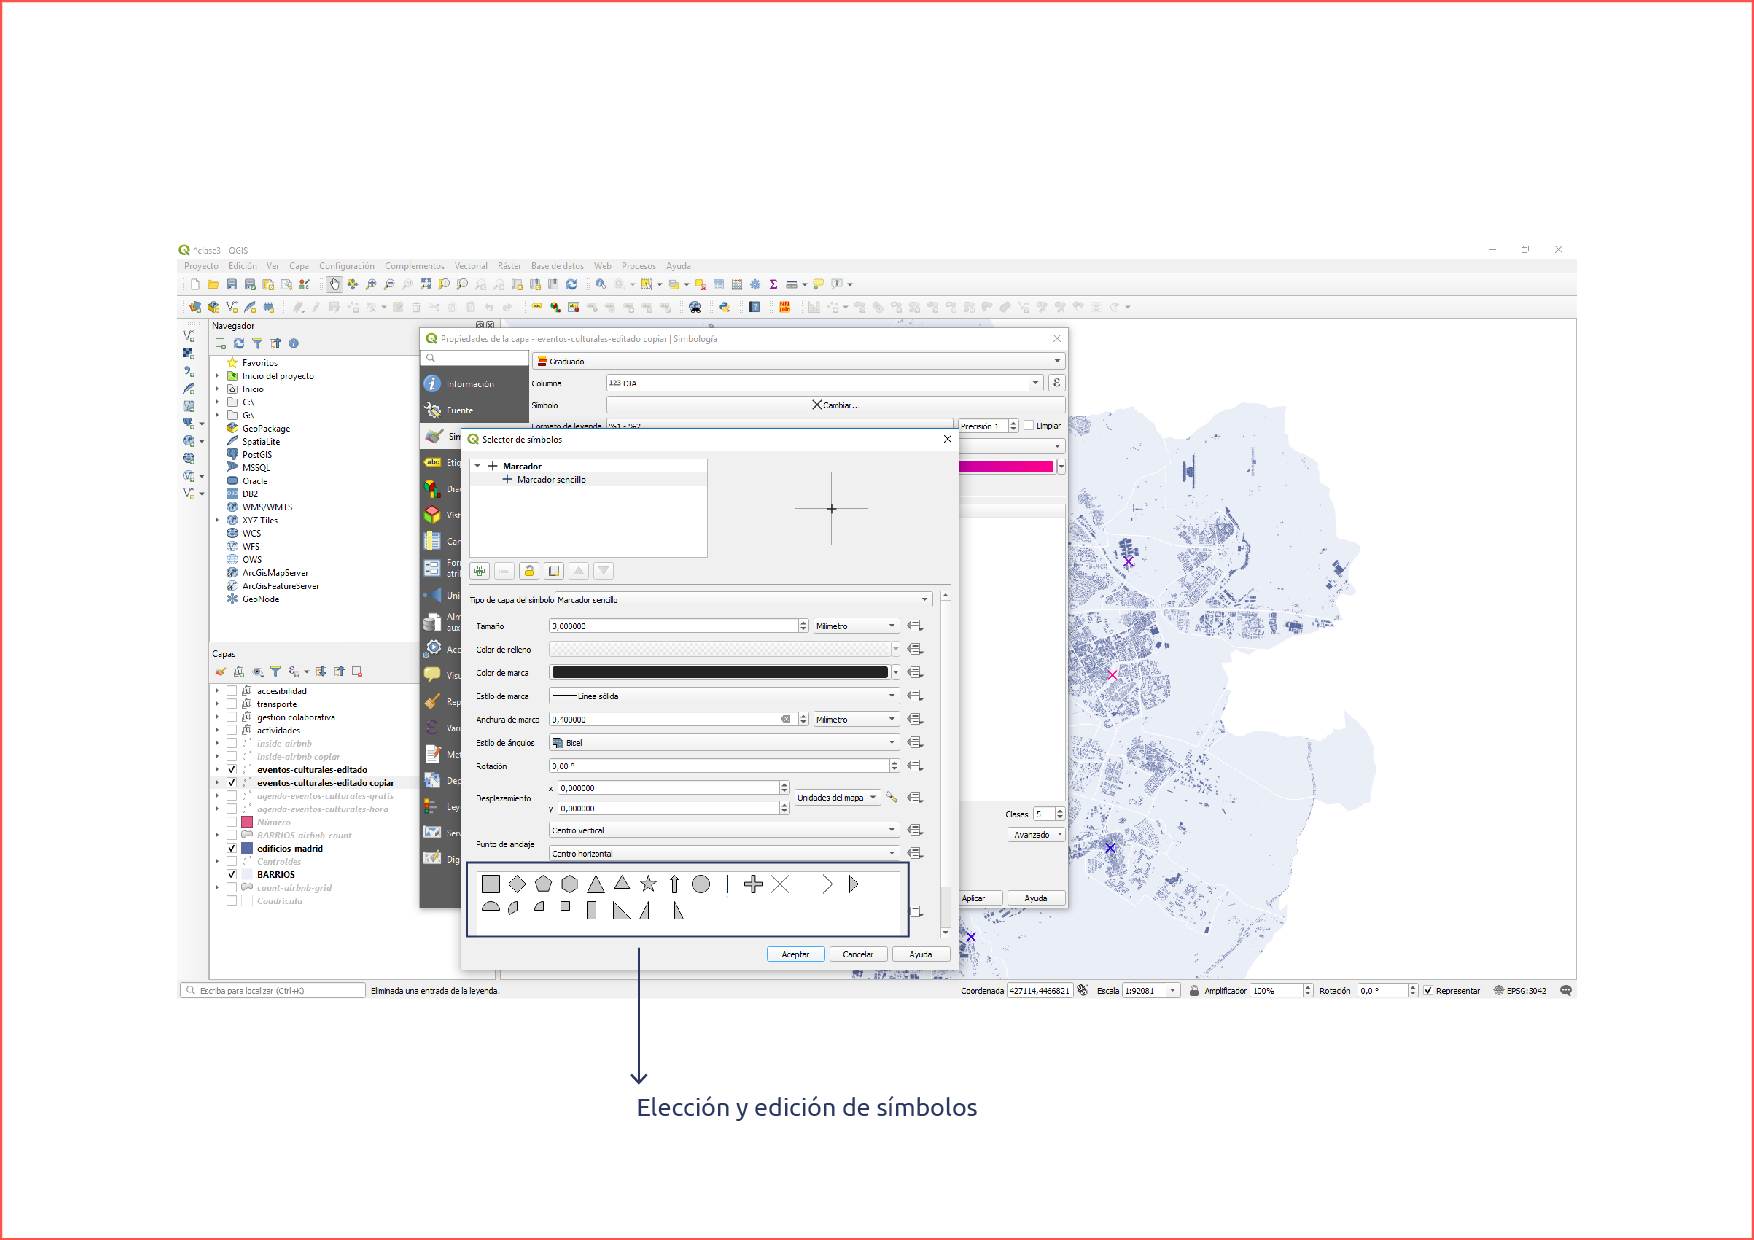 *clase3 - QGIS
Proyecto Edición Ver Capa Configuración Complementos Vectorial Ráster Base de datos Web Procesos Ayuda
Navegador
Favoritos
Inicio del proyecto
Inicio
C:\
G:\
GeoPackage
SpatiaLite
PostGIS
MSSQL
Oracle
DB2
WMS/WMTS
XYZ Tiles
WCS
WFS
OWS
ArcGisMapServer
ArcGisFeatureServer
GeoNode
Capas
accesibilidad
transporte
gestion colaborativa
actividades
inside-airbnb
inside-airbnb copiar
eventos-culturales-editado
eventos-culturales-editado copiar
agenda-eventos-culturales-gratis
agenda-eventos-culturales-hora
Número
BARRIOS airbnb count
edificios_madrid
Centroides
BARRIOS
count-airbnb-grid
Cuadrícula
Propiedades de la capa - eventos-culturales-editado copiar | Simbología
Información
Fuente
Sim
Etiq
Dia
Vist
Car
For
atri
Uni
Alm
aux
Acc
Visu
Rep
Vari
Met
Dep
Ley
Serv
Dig
Graduado
Columna 123 DIA
Símbolo Cambiar...
Formato de leyenda %1 - %2 Precisión 1 Limpiar
Clases 5
Avanzado
Aplicar Ayuda
Selector de símbolos
Marcador
Marcador sencillo
Tipo de capa del símbolo Marcador sencillo
Tamaño 3,000000 Milímetro
Color de relleno
Color de marca
Estilo de marca Línea sólida
Anchura de marca 0,400000 Milímetro
Estilo de ángulos Bisel
Rotación 0,00 °
Desplazamiento x 0,000000 Unidades del mapa
y 0,000000
Punto de anclaje Centro vertical
Centro horizontal
Aceptar Cancelar Ayuda
Escriba para localizar (Ctrl+K) Eliminada una entrada de la leyenda. Coordenada 427114,4466821 Escala 1:92081 Amplificador 100% Rotación 0,0 ° Representar EPSG:3042
Elección y edición de símbolos